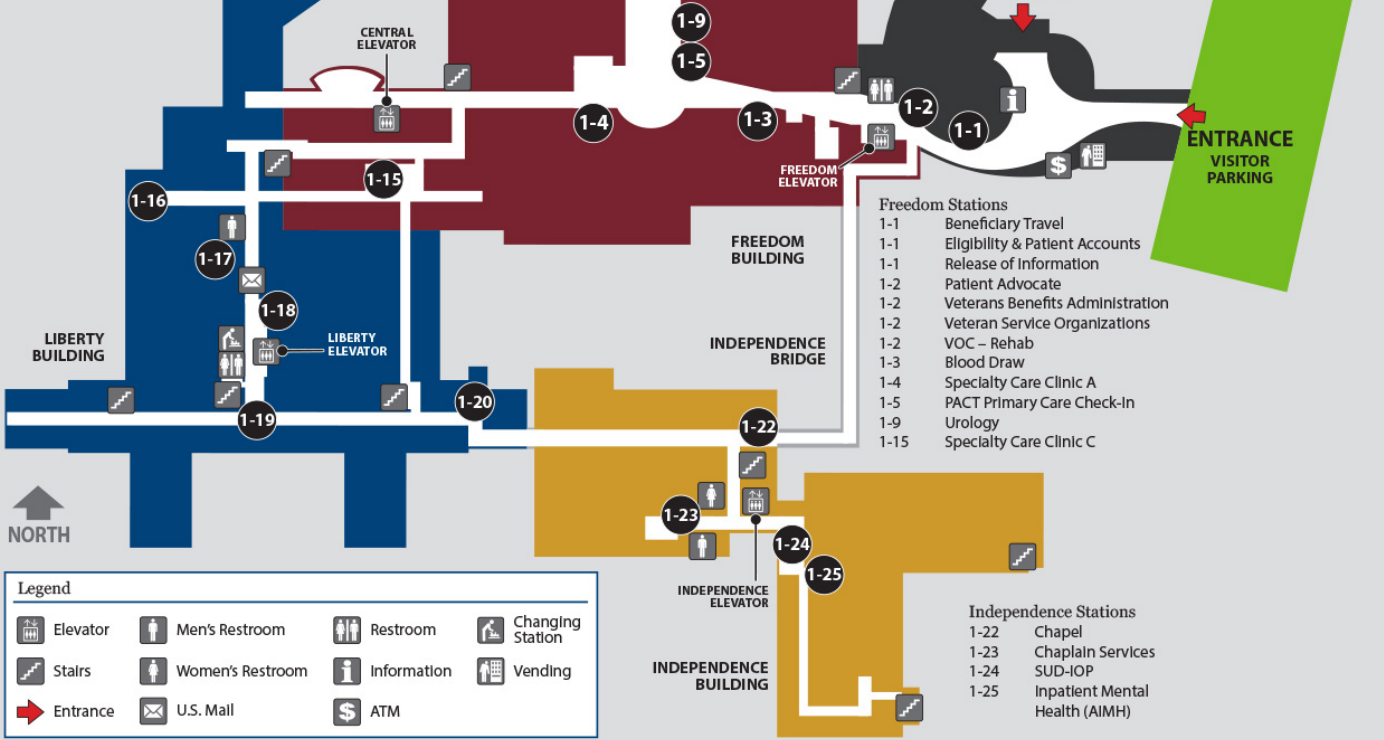 1-9
CENTRAL
ELEVATOR
1-5
1-2
1-4
1-3
1-1
ENTRANCE
VISITOR
PARKING
FREEDOM
ELEVATOR
1-15
1-16
Freedom Stations
1-1 Beneficiary Travel
1-1 Eligibility & Patient Accounts
1-1 Release of Information
1-2 Patient Advocate
1-2 Veterans Benefits Administration
1-2 Veteran Service Organizations
1-2 VOC – Rehab
1-3 Blood Draw
1-4 Specialty Care Clinic A
1-5 PACT Primary Care Check-In
1-9 Urology
1-15 Specialty Care Clinic C
FREEDOM
BUILDING
1-17
1-18
LIBERTY
BUILDING
LIBERTY
ELEVATOR
INDEPENDENCE
BRIDGE
1-20
1-19
1-22
NORTH
1-23
1-24
1-25
INDEPENDENCE
ELEVATOR
INDEPENDENCE
BUILDING
Independence Stations
1-22 Chapel
1-23 Chaplain Services
1-24 SUD-IOP
1-25 Inpatient Mental
Health (AIMH)
Legend
Elevator
Men's Restroom
Restroom
Changing
Station
Stairs
Women's Restroom
Information
Vending
Entrance
U.S. Mail
$ ATM